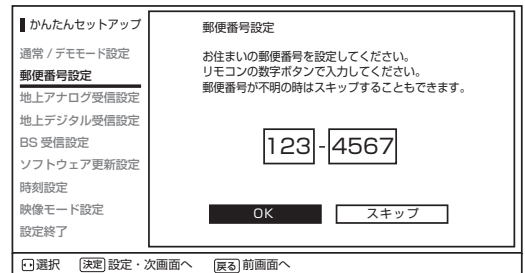 かんたんセットアップ
通常 / デモモード設定
郵便番号設定
地上アナログ受信設定
地上デジタル受信設定
BS 受信設定
ソフトウェア更新設定
時刻設定
映像モード設定
設定終了
郵便番号設定
お住まいの郵便番号を設定してください。
リモコンの数字ボタンで入力してください。
郵便番号が不明の時はスキップすることもできます。
123 - 4567
OK スキップ
選択 決定 設定・次画面へ 戻る 前画面へ